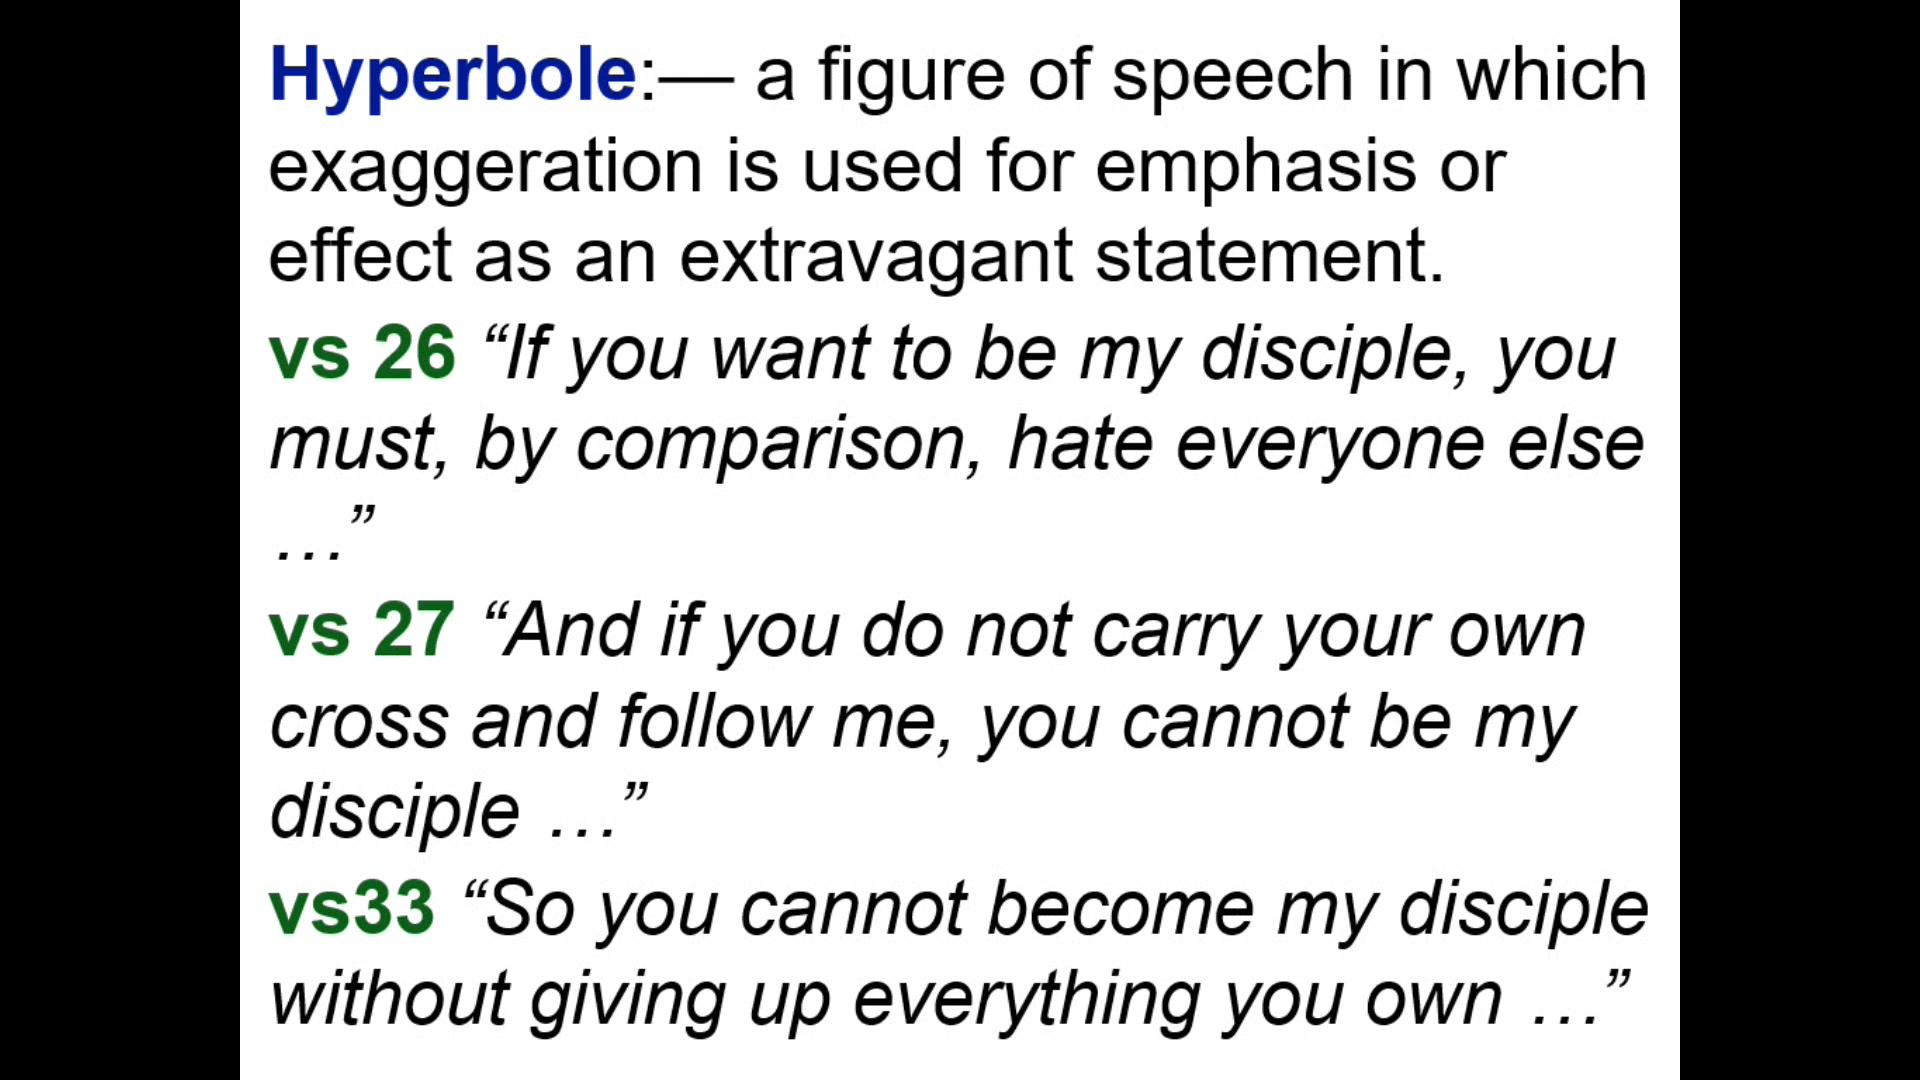 Hyperbole:— a figure of speech in which
exaggeration is used for emphasis or
effect as an extravagant statement.
vs 26 “If you want to be my disciple, you
must, by comparison, hate everyone else
…”
vs 27 “And if you do not carry your own
cross and follow me, you cannot be my
disciple …”
vs33 “So you cannot become my disciple
without giving up everything you own …”